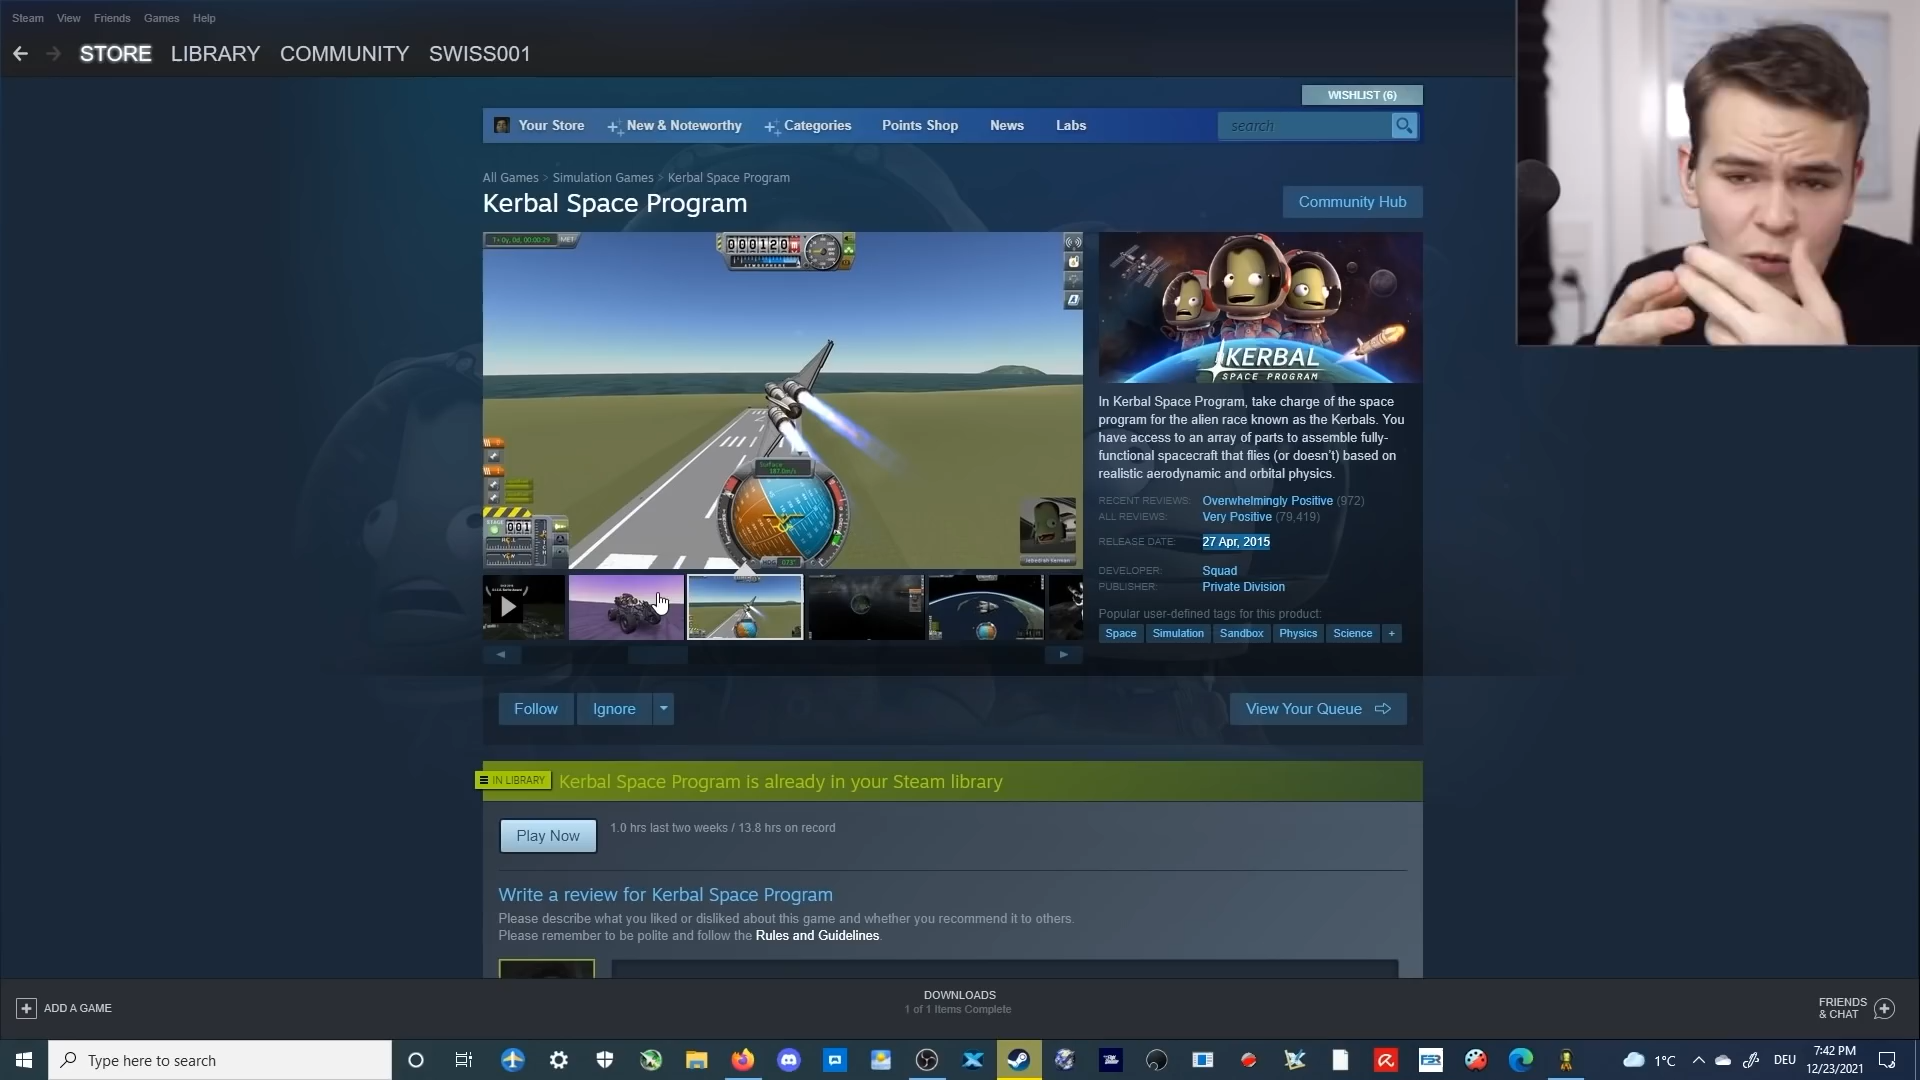 Steam View Friends Games Help
STORE LIBRARY COMMUNITY SWISS001
WISHLIST (6)
Your Store New & Noteworthy Categories Points Shop News Labs search
All Games > Simulation Games > Kerbal Space Program
Kerbal Space Program
Community Hub
MET
000120
ATMOSPHERE
Surface
STAGE
001
KERBAL
SPACE PROGRAM
In Kerbal Space Program, take charge of the space
program for the alien race known as the Kerbals. You
have access to an array of parts to assemble fully-
functional spacecraft that flies (or doesn't) based on
realistic aerodynamic and orbital physics.
RECENT REVIEWS: Overwhelmingly Positive (972)
ALL REVIEWS: Very Positive (79,419)
RELEASE DATE: 27 Apr, 2015
DEVELOPER: Squad
PUBLISHER: Private Division
Popular user-defined tags for this product:
Space Simulation Sandbox Physics Science +
Follow Ignore
View Your Queue
IN LIBRARY
Kerbal Space Program is already in your Steam library
Play Now
1.0 hrs last two weeks / 13.8 hrs on record
Write a review for Kerbal Space Program
Please describe what you liked or disliked about this game and whether you recommend it to others.
Please remember to be polite and follow the Rules and Guidelines.
ADD A GAME
DOWNLOADS
1 of 1 Items Complete
FRIENDS
& CHAT
Type here to search
FSR
1°C
DEU
7:42 PM
12/23/2021